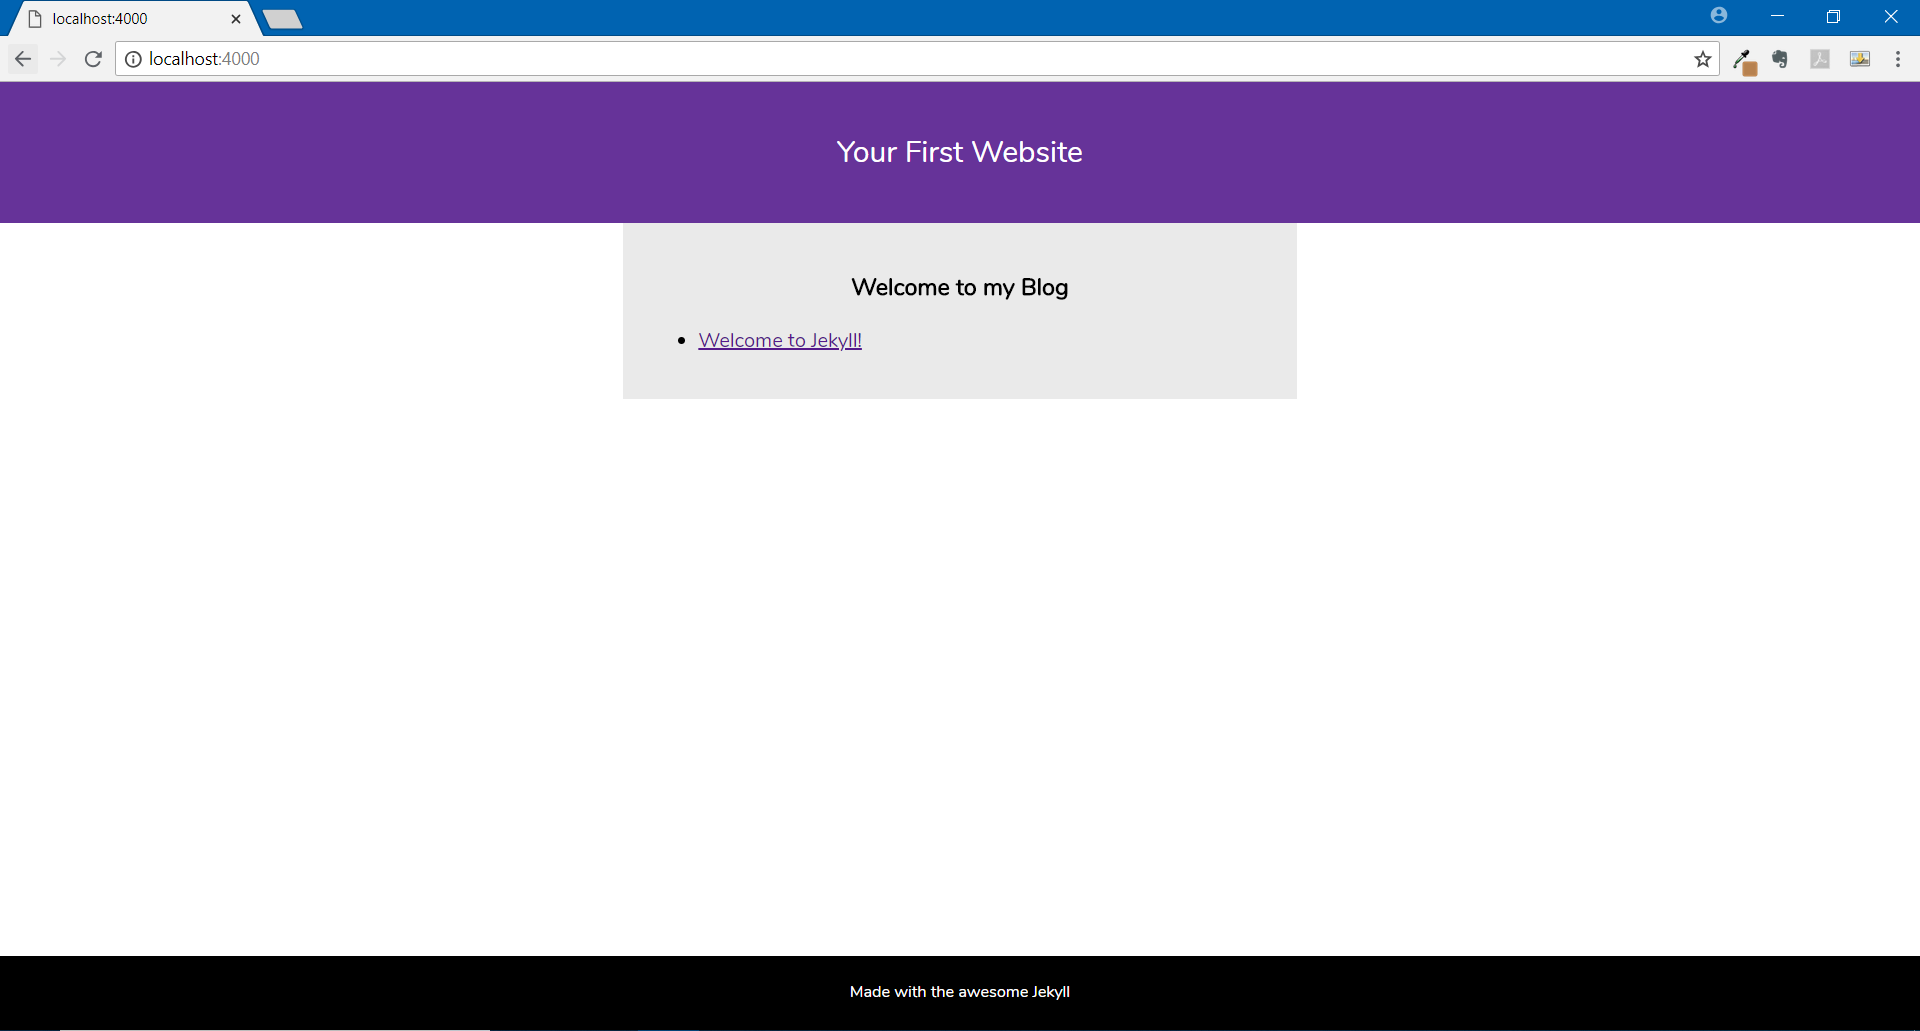 localhost:4000
localhost:4000
Your First Website
Welcome to my Blog
Welcome to Jekyll!
Made with the awesome Jekyll